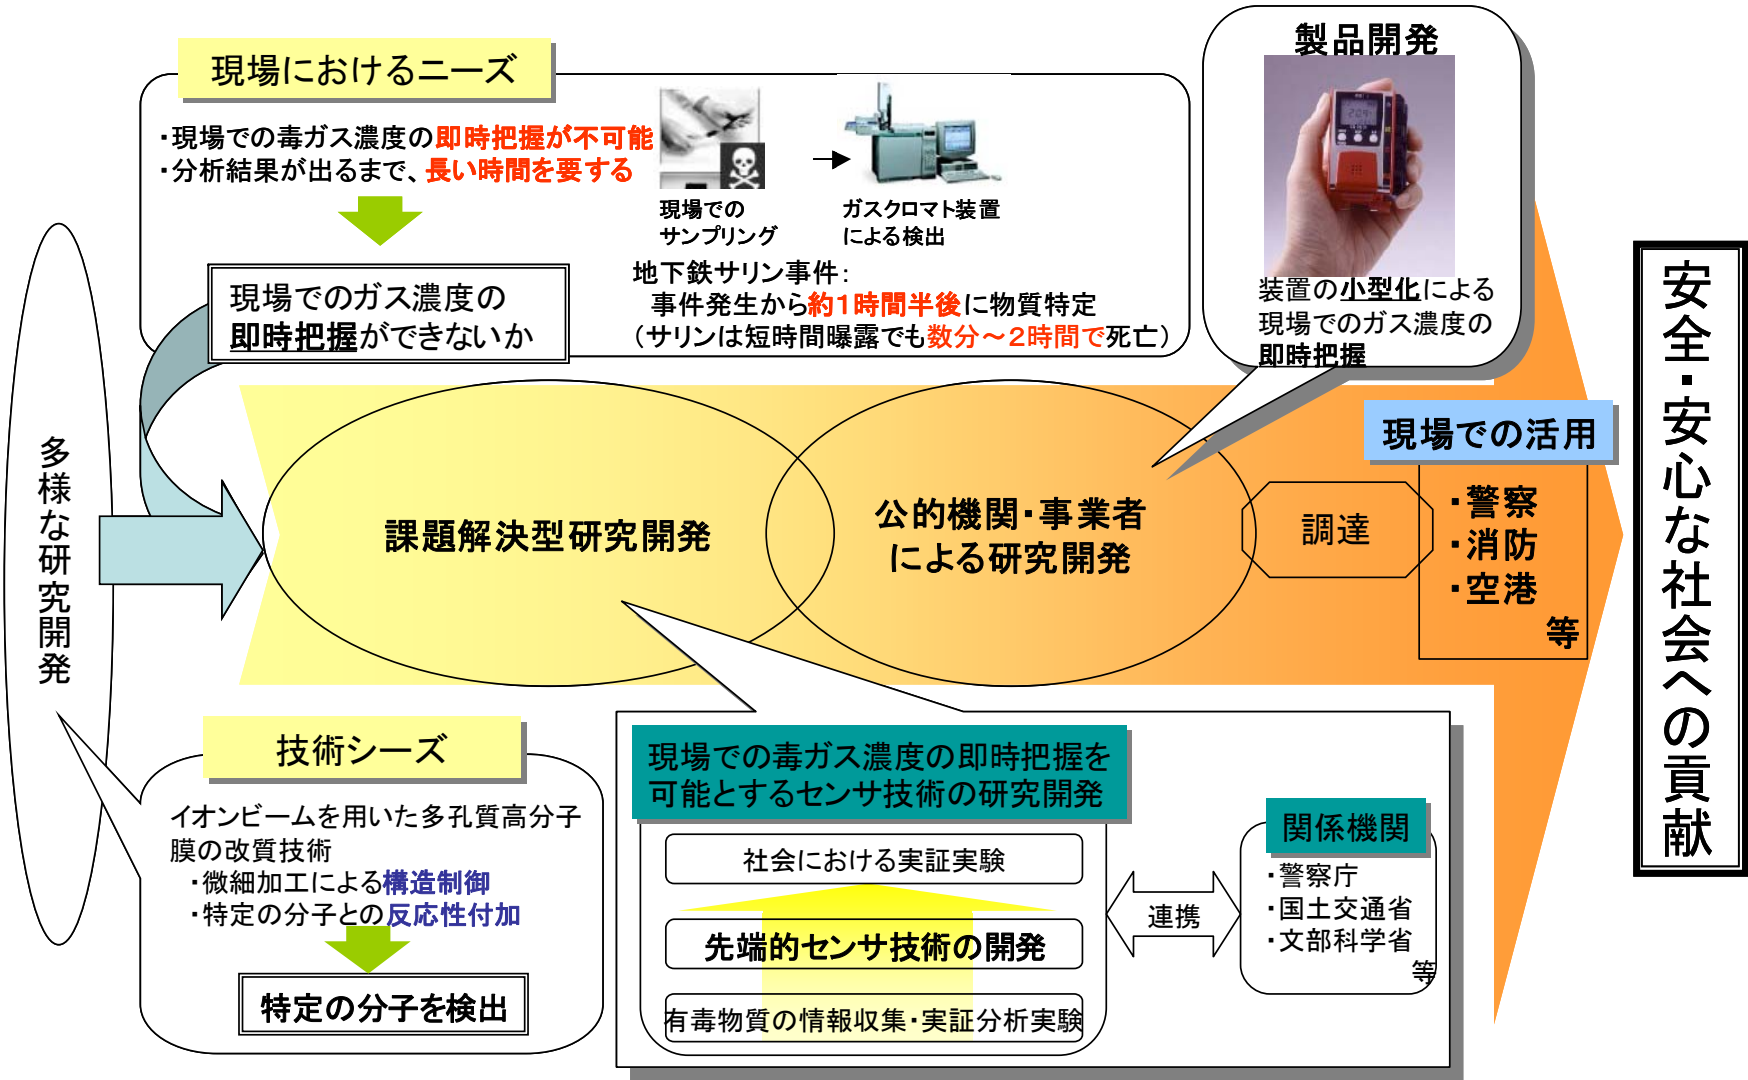 現場におけるニーズ
・現場での毒ガス濃度の即時把握が不可能
・分析結果が出るまで、長い時間を要する
現場でのガス濃度の
即時把握ができないか
現場での
サンプリング
ガスクロマト装置
による検出
地下鉄サリン事件：
事件発生から約１時間半後に物質特定
（サリンは短時間曝露でも数分～２時間で死亡）
製品開発
装置の小型化による
現場でのガス濃度の
即時把握
多様な研究開発
課題解決型研究開発
公的機関・事業者
による研究開発
調達
現場での活用
・警察
・消防
・空港
等
安全・安心な社会への貢献
技術シーズ
イオンビームを用いた多孔質高分子
膜の改質技術
・微細加工による構造制御
・特定の分子との反応性付加
特定の分子を検出
現場での毒ガス濃度の即時把握を
可能とするセンサ技術の研究開発
社会における実証実験
先端的センサ技術の開発
有毒物質の情報収集・実証分析実験
連携
関係機関
・警察庁
・国土交通省
・文部科学省
等